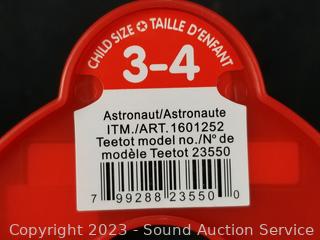 CHILD SIZE ✪ TAILLE D'ENFANT
3-4
Astronaut/Astronaute
ITM./ART. 1601252
Teetot model no./Nº de
modèle Teetot 23550
7 99288 23550 0
Copyright 2023 - Sound Auction Service